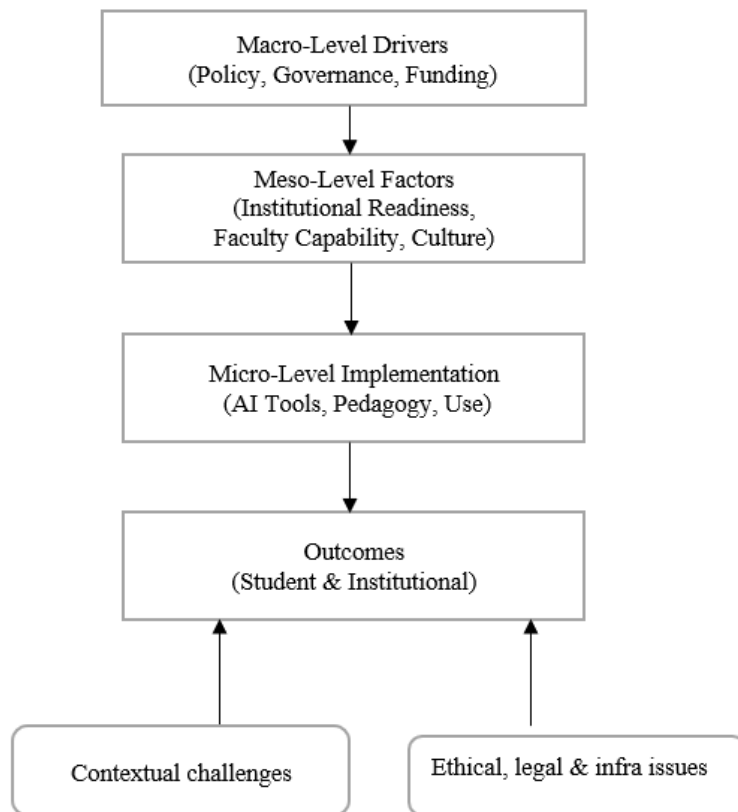 Macro-Level Drivers
(Policy, Governance, Funding)
Meso-Level Factors
(Institutional Readiness,
Faculty Capability, Culture)
Micro-Level Implementation
(AI Tools, Pedagogy, Use)
Outcomes
(Student & Institutional)
Contextual challenges
Ethical, legal & infra issues